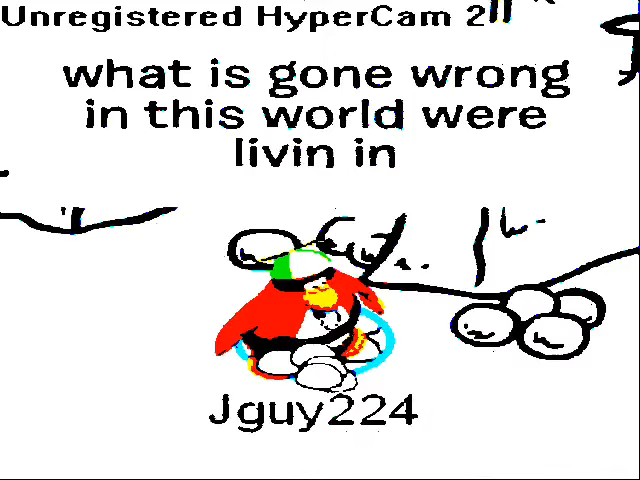 Unregistered HyperCam 2
what is gone wrong
in this world were
livin in
Jguy224